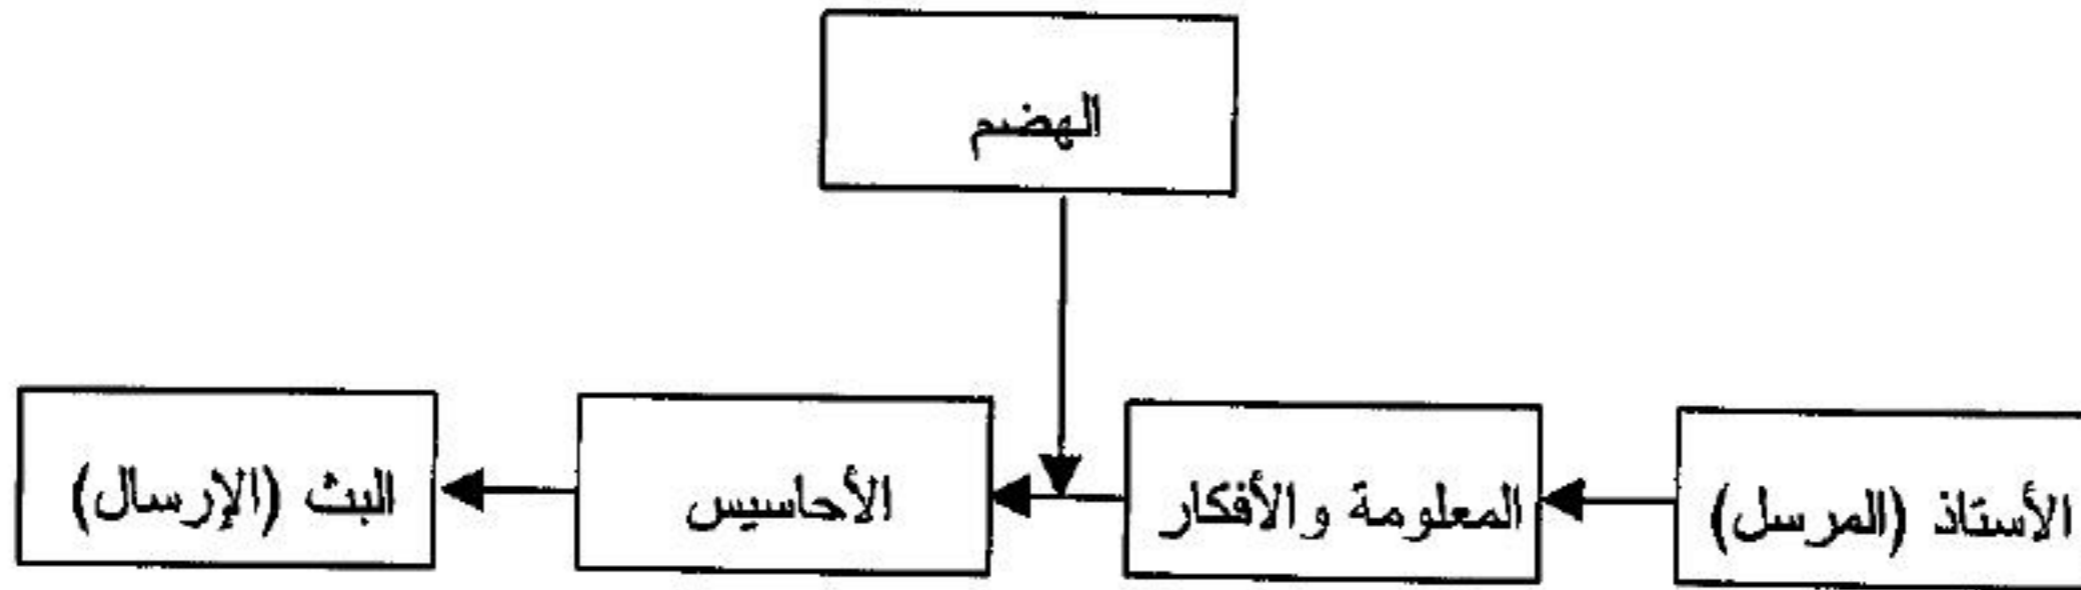 الهضم
الأستاذ (المرسل)
المعلومة والأفكار
الأحاسيس
البث (الإرسال)